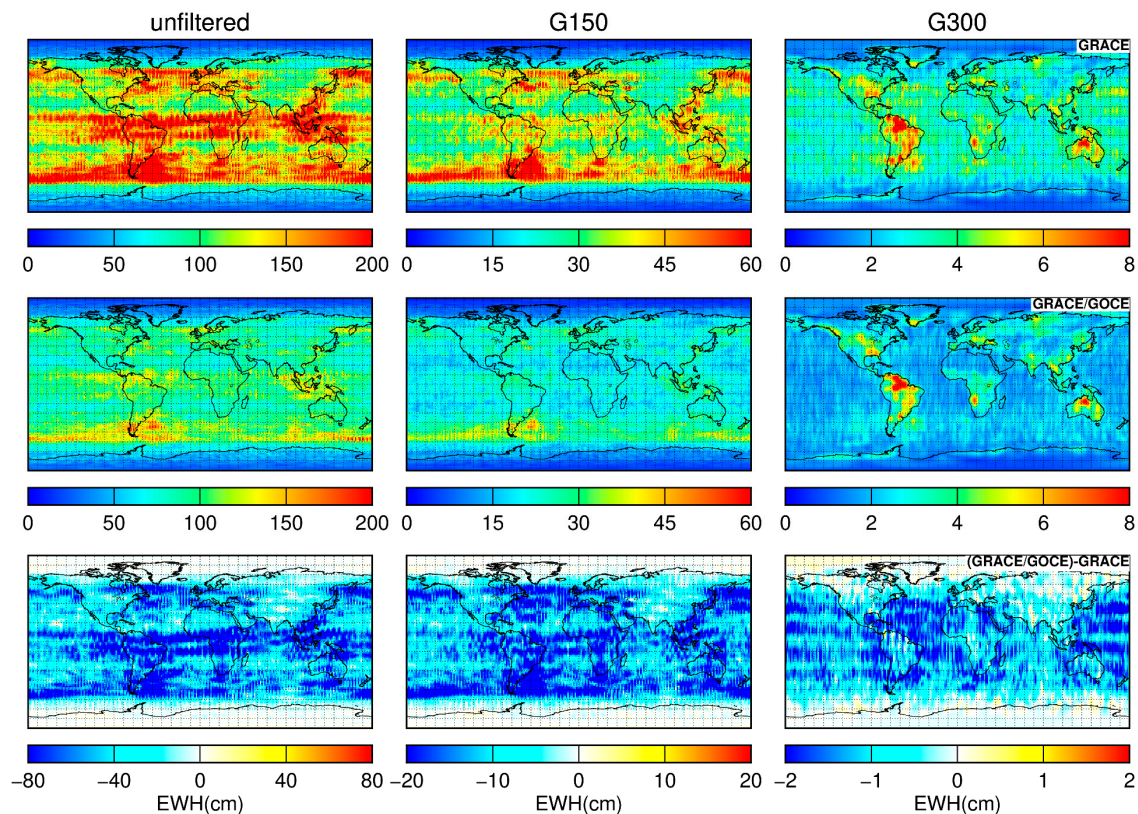 unfiltered G150 G300
GRACE
0 50 100 150 200 0 15 30 45 60 0 2 4 6 8
GRACE/GOCE
0 50 100 150 200 0 15 30 45 60 0 2 4 6 8
(GRACE/GOCE)-GRACE
−80 −40 0 40 80 −20 −10 0 10 20 −2 −1 0 1 2
EWH(cm) EWH(cm) EWH(cm)